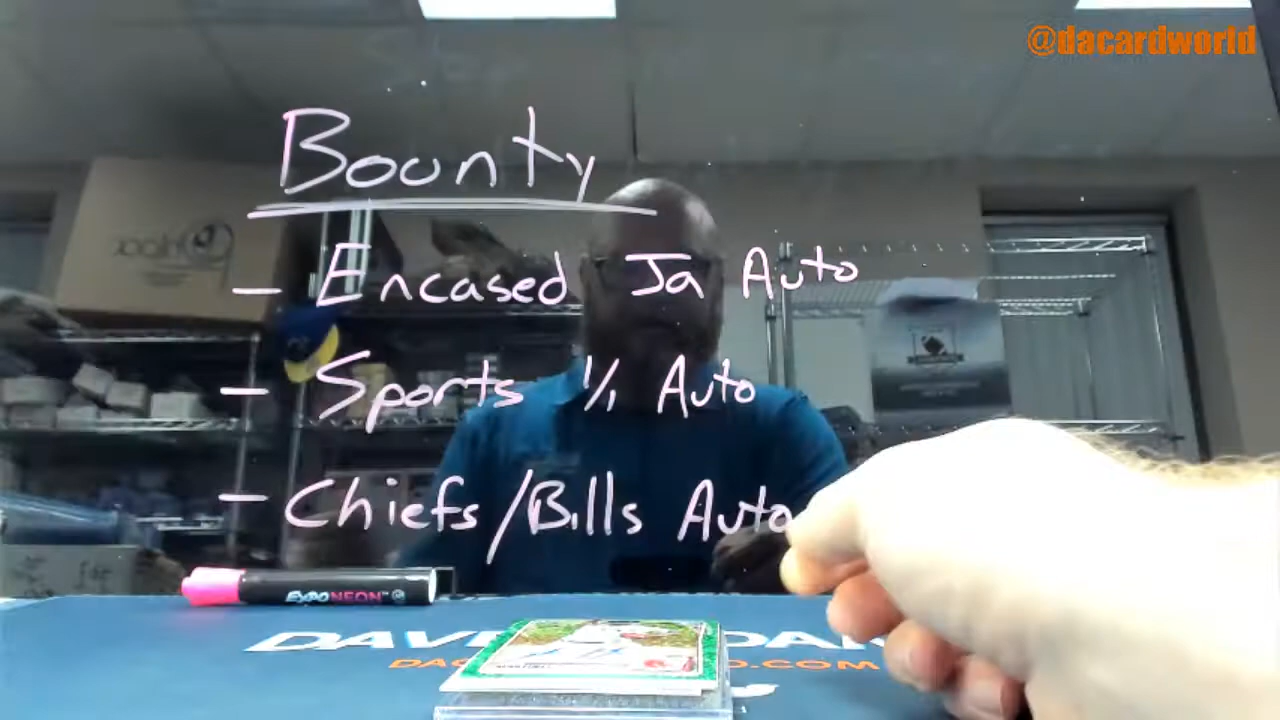 @dacardworld
Bounty
- Encased Ja Auto
- Sports 1/1 Auto
- Chiefs/Bills Auto
EXPO NEON